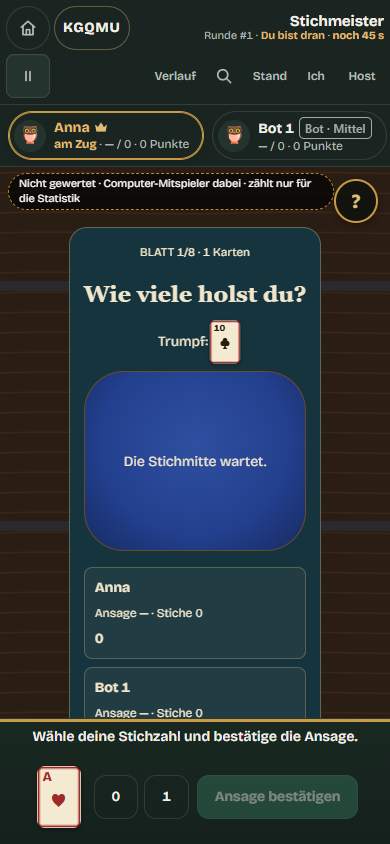 KGQMU
Stichmeister
Runde #1 · Du bist dran · noch 45 s
Verlauf
Stand
Ich
Host
Anna
am Zug · — / 0 · 0 Punkte
Bot 1 Bot · Mittel
— / 0 · 0 Punkte
Nicht gewertet · Computer-Mitspieler dabei · zählt nur für
die Statistik
?
BLATT 1/8 · 1 Karten
Wie viele holst du?
Trumpf:
10
Die Stichmitte wartet.
Anna
Ansage — · Stiche 0
0
Bot 1
Ansage — · Stiche 0
Wähle deine Stichzahl und bestätige die Ansage.
A
0
1
Ansage bestätigen